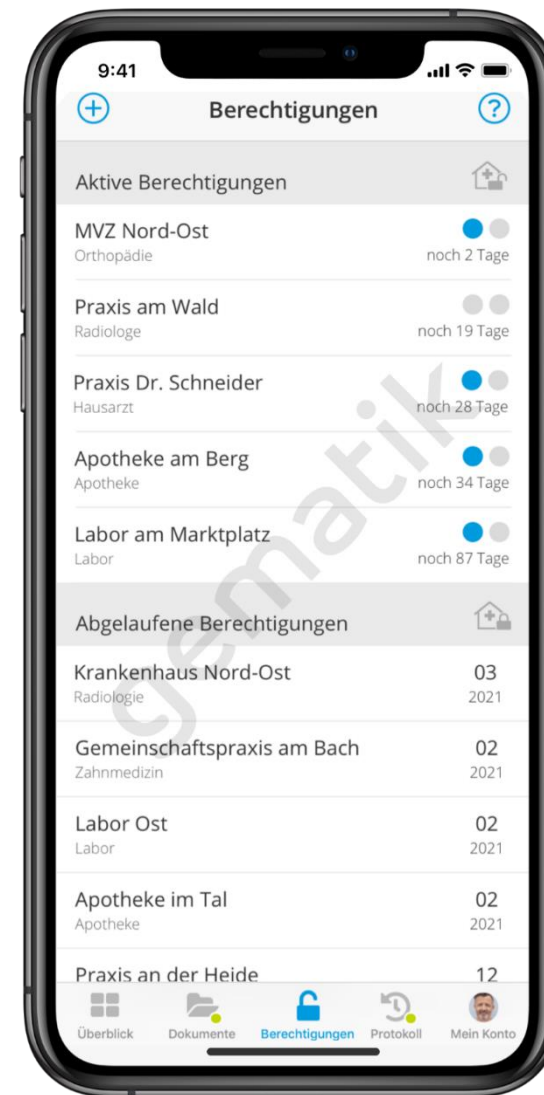 9:41
Berechtigungen
?
Aktive Berechtigungen
MVZ Nord-Ost
Orthopädie
noch 2 Tage
Praxis am Wald
Radiologe
noch 19 Tage
Praxis Dr. Schneider
Hausarzt
noch 28 Tage
Apotheke am Berg
Apotheke
noch 34 Tage
Labor am Marktplatz
Labor
noch 87 Tage
Abgelaufene Berechtigungen
Krankenhaus Nord-Ost
03
Radiologie
2021
Gemeinschaftspraxis am Bach
02
Zahnmedizin
2021
Labor Ost
02
Labor
2021
Apotheke im Tal
02
Apotheke
2021
Praxis an der Heide
12
Überblick
Dokumente
Berechtigungen
Protokoll
Mein Konto
gematik